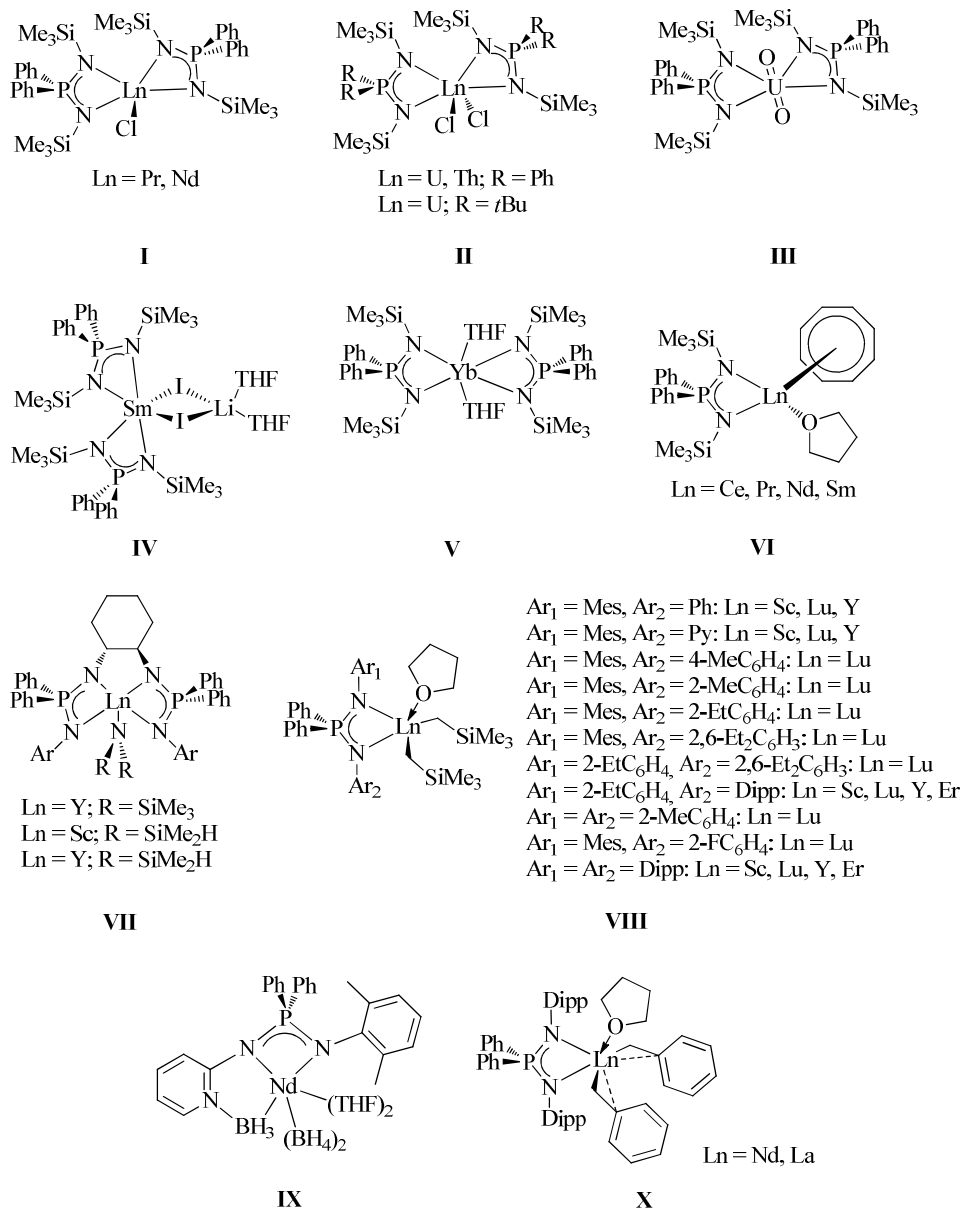 Me₃Si
Me₃Si
Ph
Ph
N
N
P
Ph
Ph
P
N
Ln
N
SiMe₃
Cl
Me₃Si
Ln = Pr, Nd
I
Me₃Si
Me₃Si
R
R
N
N
P
R
R
P
N
Ln
N
SiMe₃
Cl
Cl
Me₃Si
Ln = U, Th; R = Ph
Ln = U; R = tBu
II
Me₃Si
Me₃Si
Ph
Ph
N
N
P
O
Ph
Ph
P
N
U
N
SiMe₃
O
Me₃Si
III
Ph
Ph
SiMe₃
P
N
N
Me₃Si
Sm
I
I
Li
THF
THF
Me₃Si
N
N
P
SiMe₃
Ph
Ph
IV
Me₃Si
THF
SiMe₃
Ph
Ph
N
N
Ph
Ph
P
Yb
P
N
N
Me₃Si
THF
SiMe₃
V
Me₃Si
N
Ph
Ph
P
Ln
N
O
Me₃Si
Ln = Ce, Pr, Nd, Sm
VI
N
N
Ph
Ph
P
Ln
P
Ph
Ph
N
N
N
Ar
R
R
Ar
Ln = Y; R = SiMe₃
Ln = Sc; R = SiMe₂H
Ln = Y; R = SiMe₂H
VII
Ar₁
O
N
Ph
Ph
P
Ln
SiMe₃
N
SiMe₃
Ar₂
Ar₁ = Mes, Ar₂ = Ph: Ln = Sc, Lu, Y
Ar₁ = Mes, Ar₂ = Py: Ln = Sc, Lu, Y
Ar₁ = Mes, Ar₂ = 4-MeC6H4: Ln = Lu
Ar₁ = Mes, Ar₂ = 2-MeC6H4: Ln = Lu
Ar₁ = Mes, Ar₂ = 2-EtC6H4: Ln = Lu
Ar₁ = Mes, Ar₂ = 2,6-Et₂C₆H₃: Ln = Lu
Ar₁ = 2-EtC6H4, Ar₂ = 2,6-Et₂C₆H₃: Ln = Lu
Ar₁ = 2-EtC6H4, Ar₂ = Dipp: Ln = Sc, Lu, Y, Er
Ar₁ = Ar₂ = 2-MeC6H4: Ln = Lu
Ar₁ = Mes, Ar₂ = 2-FC6H4: Ln = Lu
Ar₁ = Ar₂ = Dipp: Ln = Sc, Lu, Y, Er
VIII
Ph
Ph
P
N
N
N
Nd
(THF)₂
BH₃
(BH₄)₂
IX
Dipp
O
N
Ph
Ph
P
Ln
N
Dipp
Ln = Nd, La
X